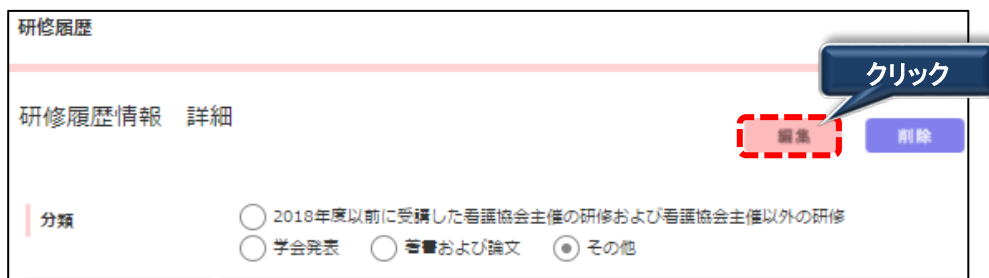 研修履歴
クリック
研修履歴情報 詳細
編集 削除
分類
2018年度以前に受講した看護協会主催の研修および看護協会主催以外の研修
学会発表 著書および論文 その他